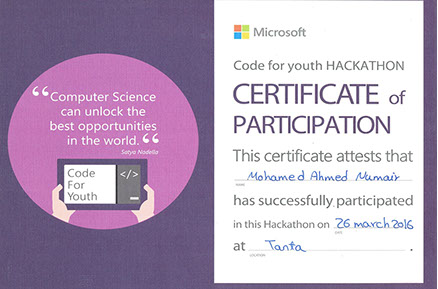 “Computer Science
can unlock the
best opportunities
in the world.“
Satya Nadella
Code
For
Youth
</>
Microsoft
Code for youth HACKATHON
CERTIFICATE of
PARTICIPATION
This certificate attests that
Mohamed Ahmed Numair
NAME
has successfully participated
in this Hackathon on 26 march 2016
DATE
at Tanta .
LOCATION